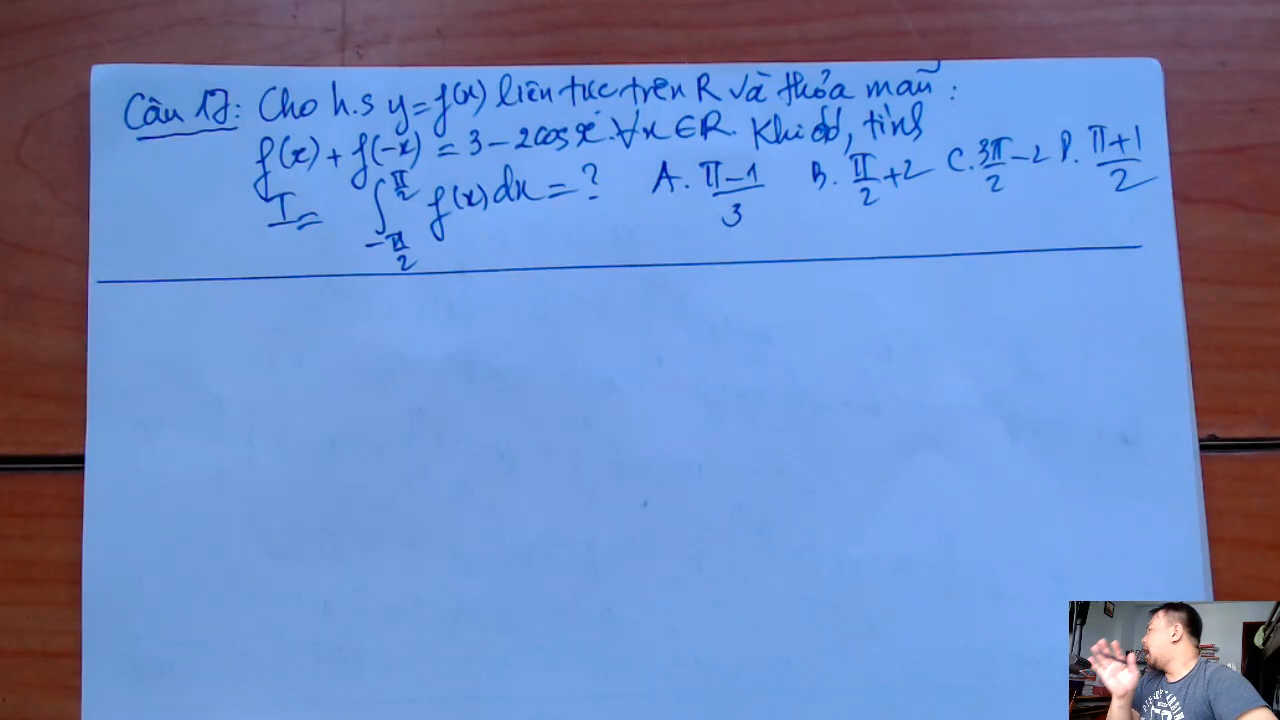 Câu 17: Cho h.s y=f(x) liên tục trên R và thỏa mãn:
f(x) + f(-x) = 3 - 2cos x. ∀x ∈ R. Khi đó, tính
I = ∫_{-π/2}^{π/2} f(x)dx = ? A. (π-1)/3 B. π/2 + 2 C. 3π/2 - 2 D. (π+1)/2